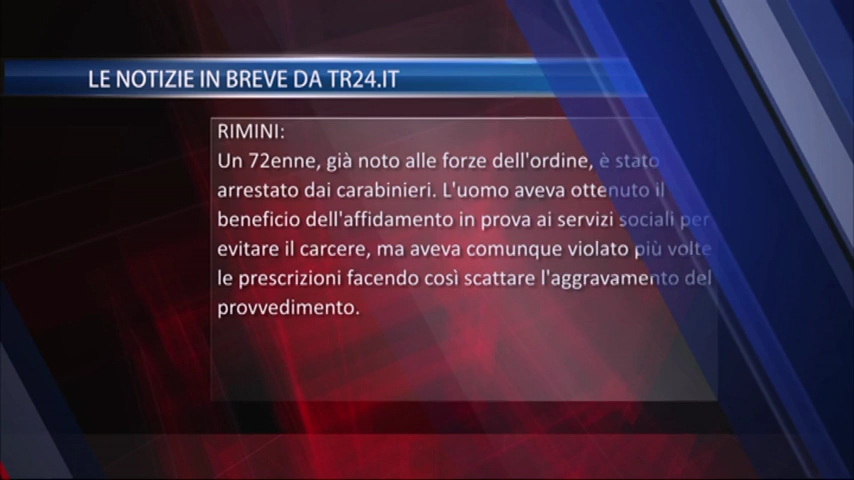 LE NOTIZIE IN BREVE DA TR24.IT
RIMINI:
Un 72enne, già noto alle forze dell'ordine, è stato
arrestato dai carabinieri. L'uomo aveva ottenuto il
beneficio dell'affidamento in prova ai servizi sociali per
evitare il carcere, ma aveva comunque violato più volte
le prescrizioni facendo così scattare l'aggravamento del
provvedimento.